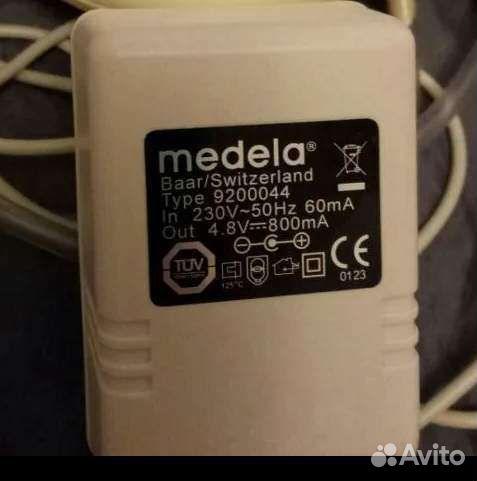 medela®
Baar/Switzerland
Type 9200044
In 230V~50Hz 60mA
Out 4.8V⎓800mA
TÜV
125°C
CE
0123
Avito